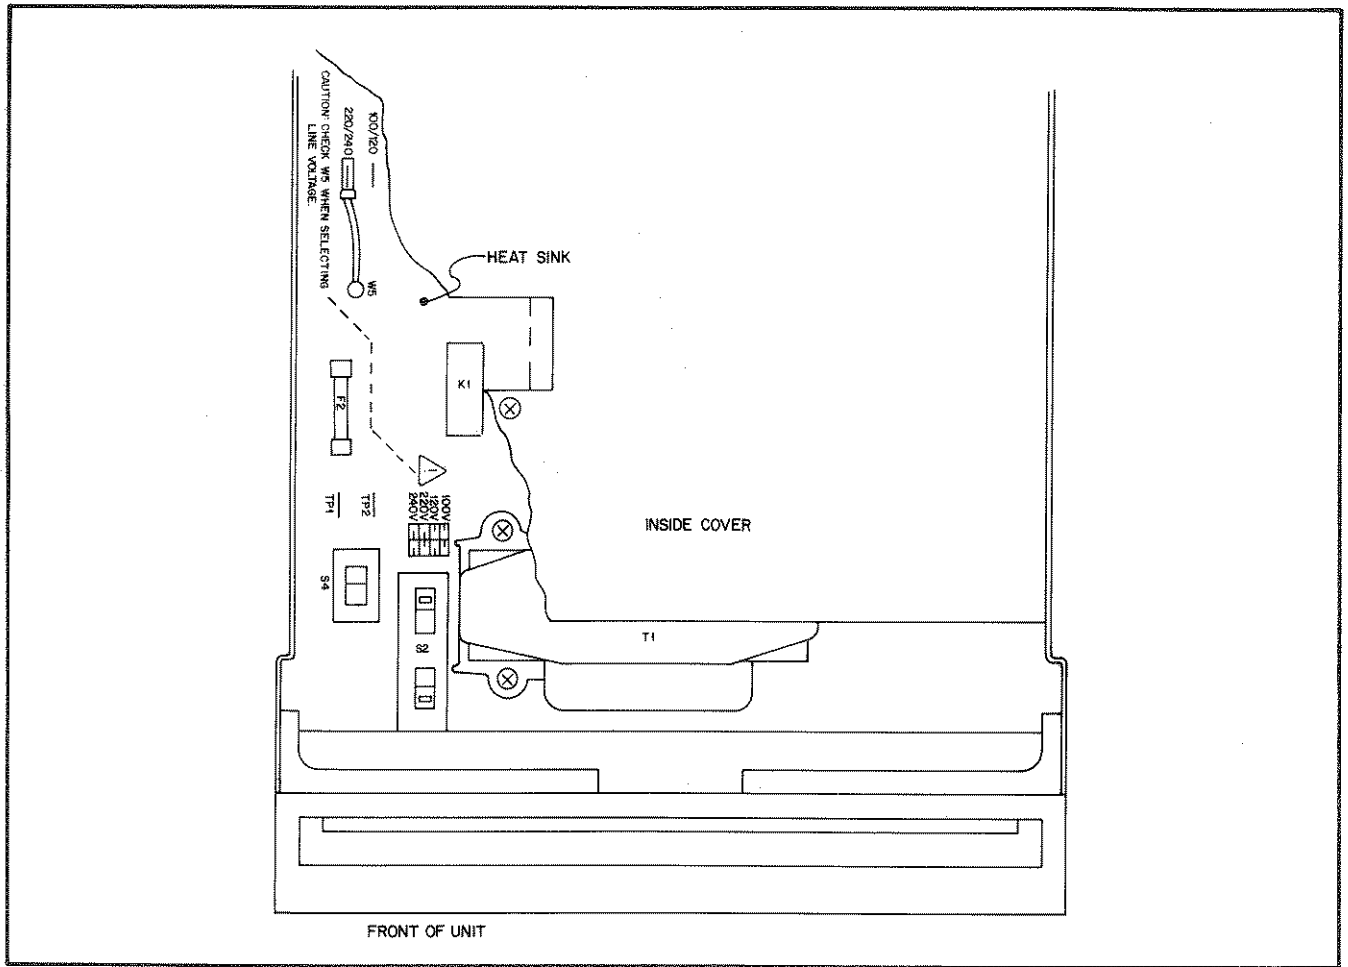 CAUTION: CHECK W5 WHEN SELECTING
LINE VOLTAGE.
220/240
100/120
W5
HEAT SINK
K1
F2
!
TP1
TP2
240V
220V
120V
100V
INSIDE COVER
S4
S2
T1
FRONT OF UNIT